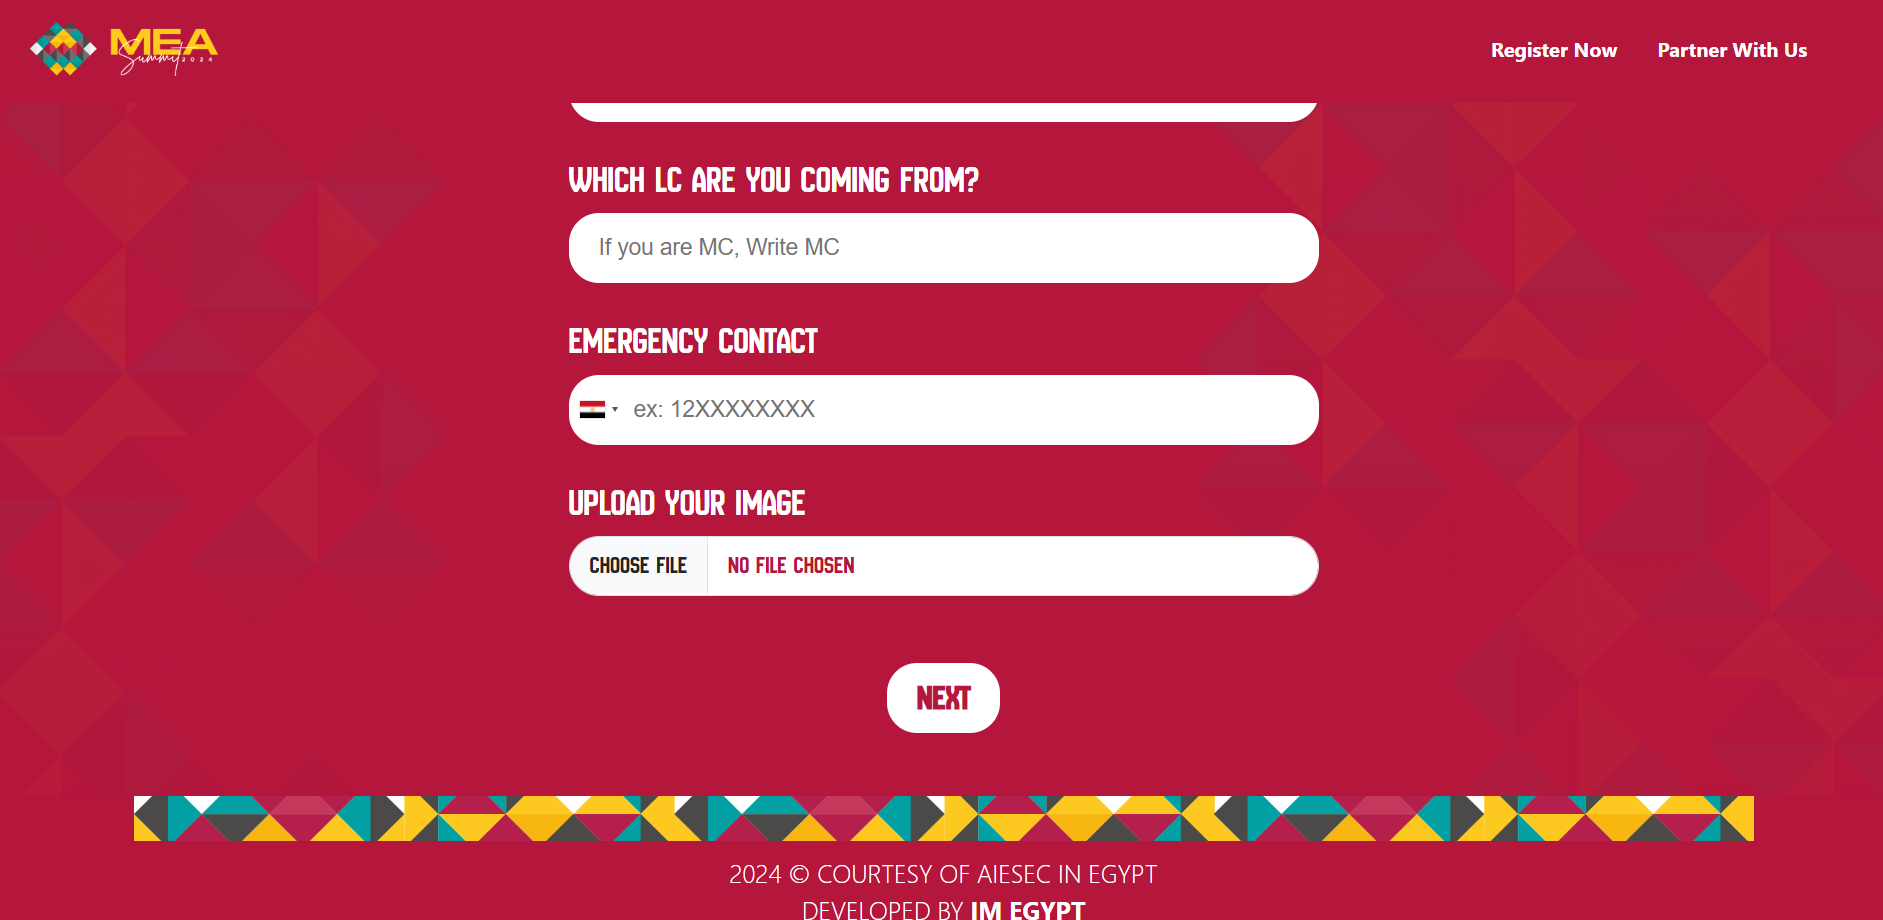 MEA
Summit 2024
Register Now
Partner With Us
WHICH LC ARE YOU COMING FROM?
If you are MC, Write MC
EMERGENCY CONTACT
ex: 12XXXXXXXX
UPLOAD YOUR IMAGE
CHOOSE FILE
NO FILE CHOSEN
NEXT
2024 © COURTESY OF AIESEC IN EGYPT
DEVELOPED BY IM EGYPT